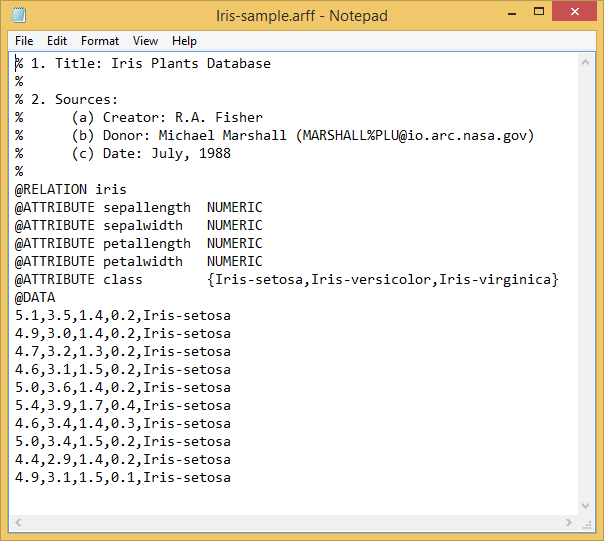 Iris-sample.arff - Notepad
File Edit Format View Help
% 1. Title: Iris Plants Database
%
% 2. Sources:
%      (a) Creator: R.A. Fisher
%      (b) Donor: Michael Marshall (MARSHALL%PLU@io.arc.nasa.gov)
%      (c) Date: July, 1988
%
@RELATION iris
@ATTRIBUTE sepallength  NUMERIC
@ATTRIBUTE sepalwidth   NUMERIC
@ATTRIBUTE petallength  NUMERIC
@ATTRIBUTE petalwidth   NUMERIC
@ATTRIBUTE class        {Iris-setosa,Iris-versicolor,Iris-virginica}
@DATA
5.1,3.5,1.4,0.2,Iris-setosa
4.9,3.0,1.4,0.2,Iris-setosa
4.7,3.2,1.3,0.2,Iris-setosa
4.6,3.1,1.5,0.2,Iris-setosa
5.0,3.6,1.4,0.2,Iris-setosa
5.4,3.9,1.7,0.4,Iris-setosa
4.6,3.4,1.4,0.3,Iris-setosa
5.0,3.4,1.5,0.2,Iris-setosa
4.4,2.9,1.4,0.2,Iris-setosa
4.9,3.1,1.5,0.1,Iris-setosa